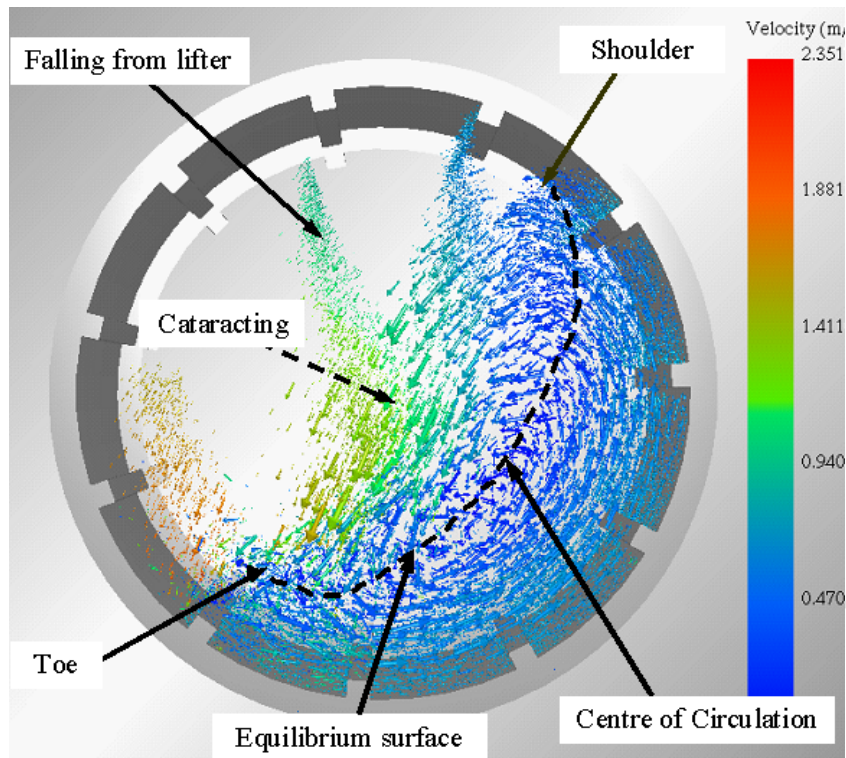 Velocity (m/
2.351
Shoulder
Falling from lifter
1.881
Cataracting
1.411
0.940
0.470
Toe
Centre of Circulation
Equilibrium surface